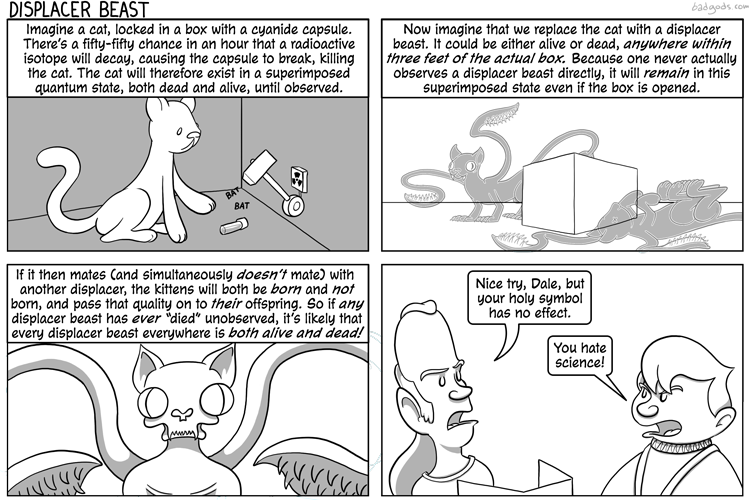 DISPLACER BEAST
badgods.com
Imagine a cat, locked in a box with a cyanide capsule.
There's a fifty-fifty chance in an hour that a radioactive
isotope will decay, causing the capsule to break, killing
the cat. The cat will therefore exist in a superimposed
quantum state, both dead and alive, until observed.
BAT
BAT
Now imagine that we replace the cat with a displacer
beast. It could be either alive or dead, anywhere within
three feet of the actual box. Because one never actually
observes a displacer beast directly, it will remain in this
superimposed state even if the box is opened.
If it then mates (and simultaneously doesn't mate) with
another displacer, the kittens will both be born and not
born, and pass that quality on to their offspring. So if any
displacer beast has ever "died" unobserved, it's likely that
every displacer beast everywhere is both alive and dead!
Nice try, Dale, but
your holy symbol
has no effect.
You hate
science!